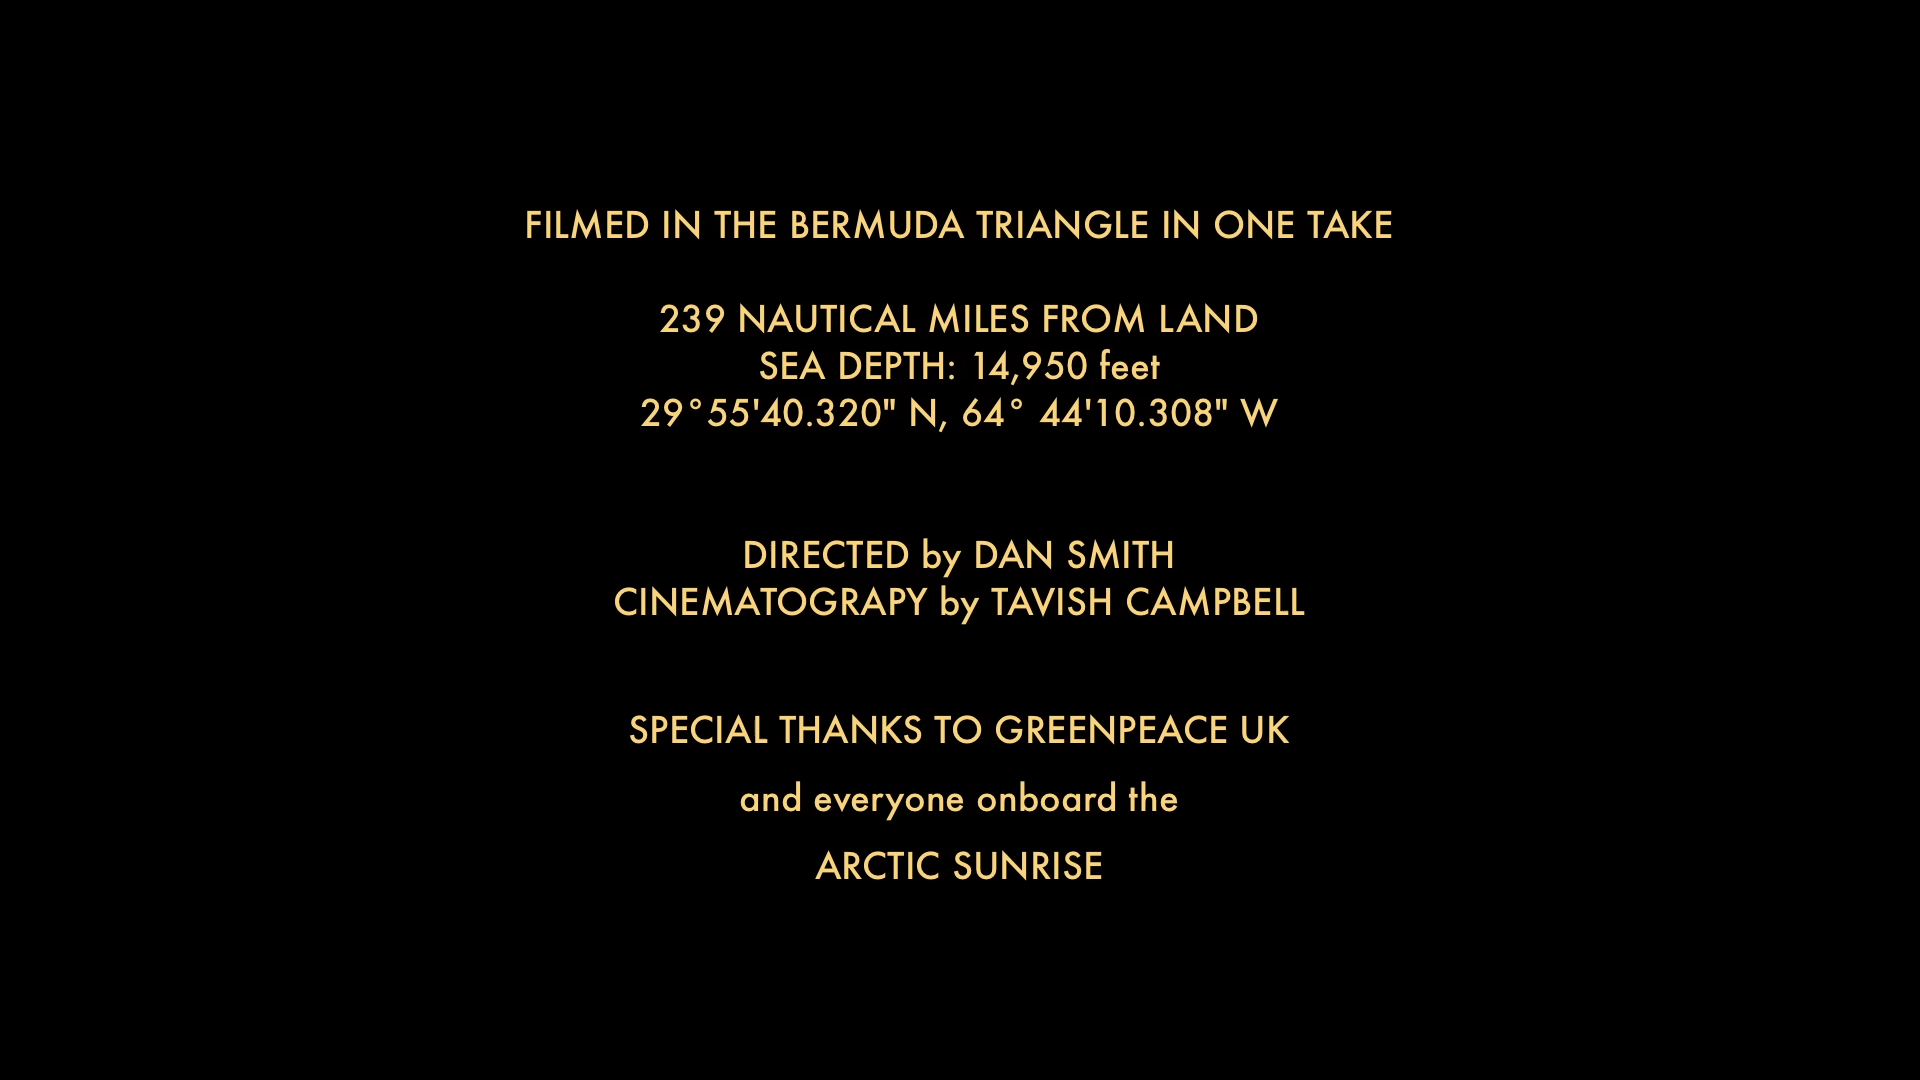 FILMED IN THE BERMUDA TRIANGLE IN ONE TAKE
239 NAUTICAL MILES FROM LAND
SEA DEPTH: 14,950 feet
29°55'40.320" N, 64° 44'10.308" W
DIRECTED by DAN SMITH
CINEMATOGRAPY by TAVISH CAMPBELL
SPECIAL THANKS TO GREENPEACE UK
and everyone onboard the
ARCTIC SUNRISE